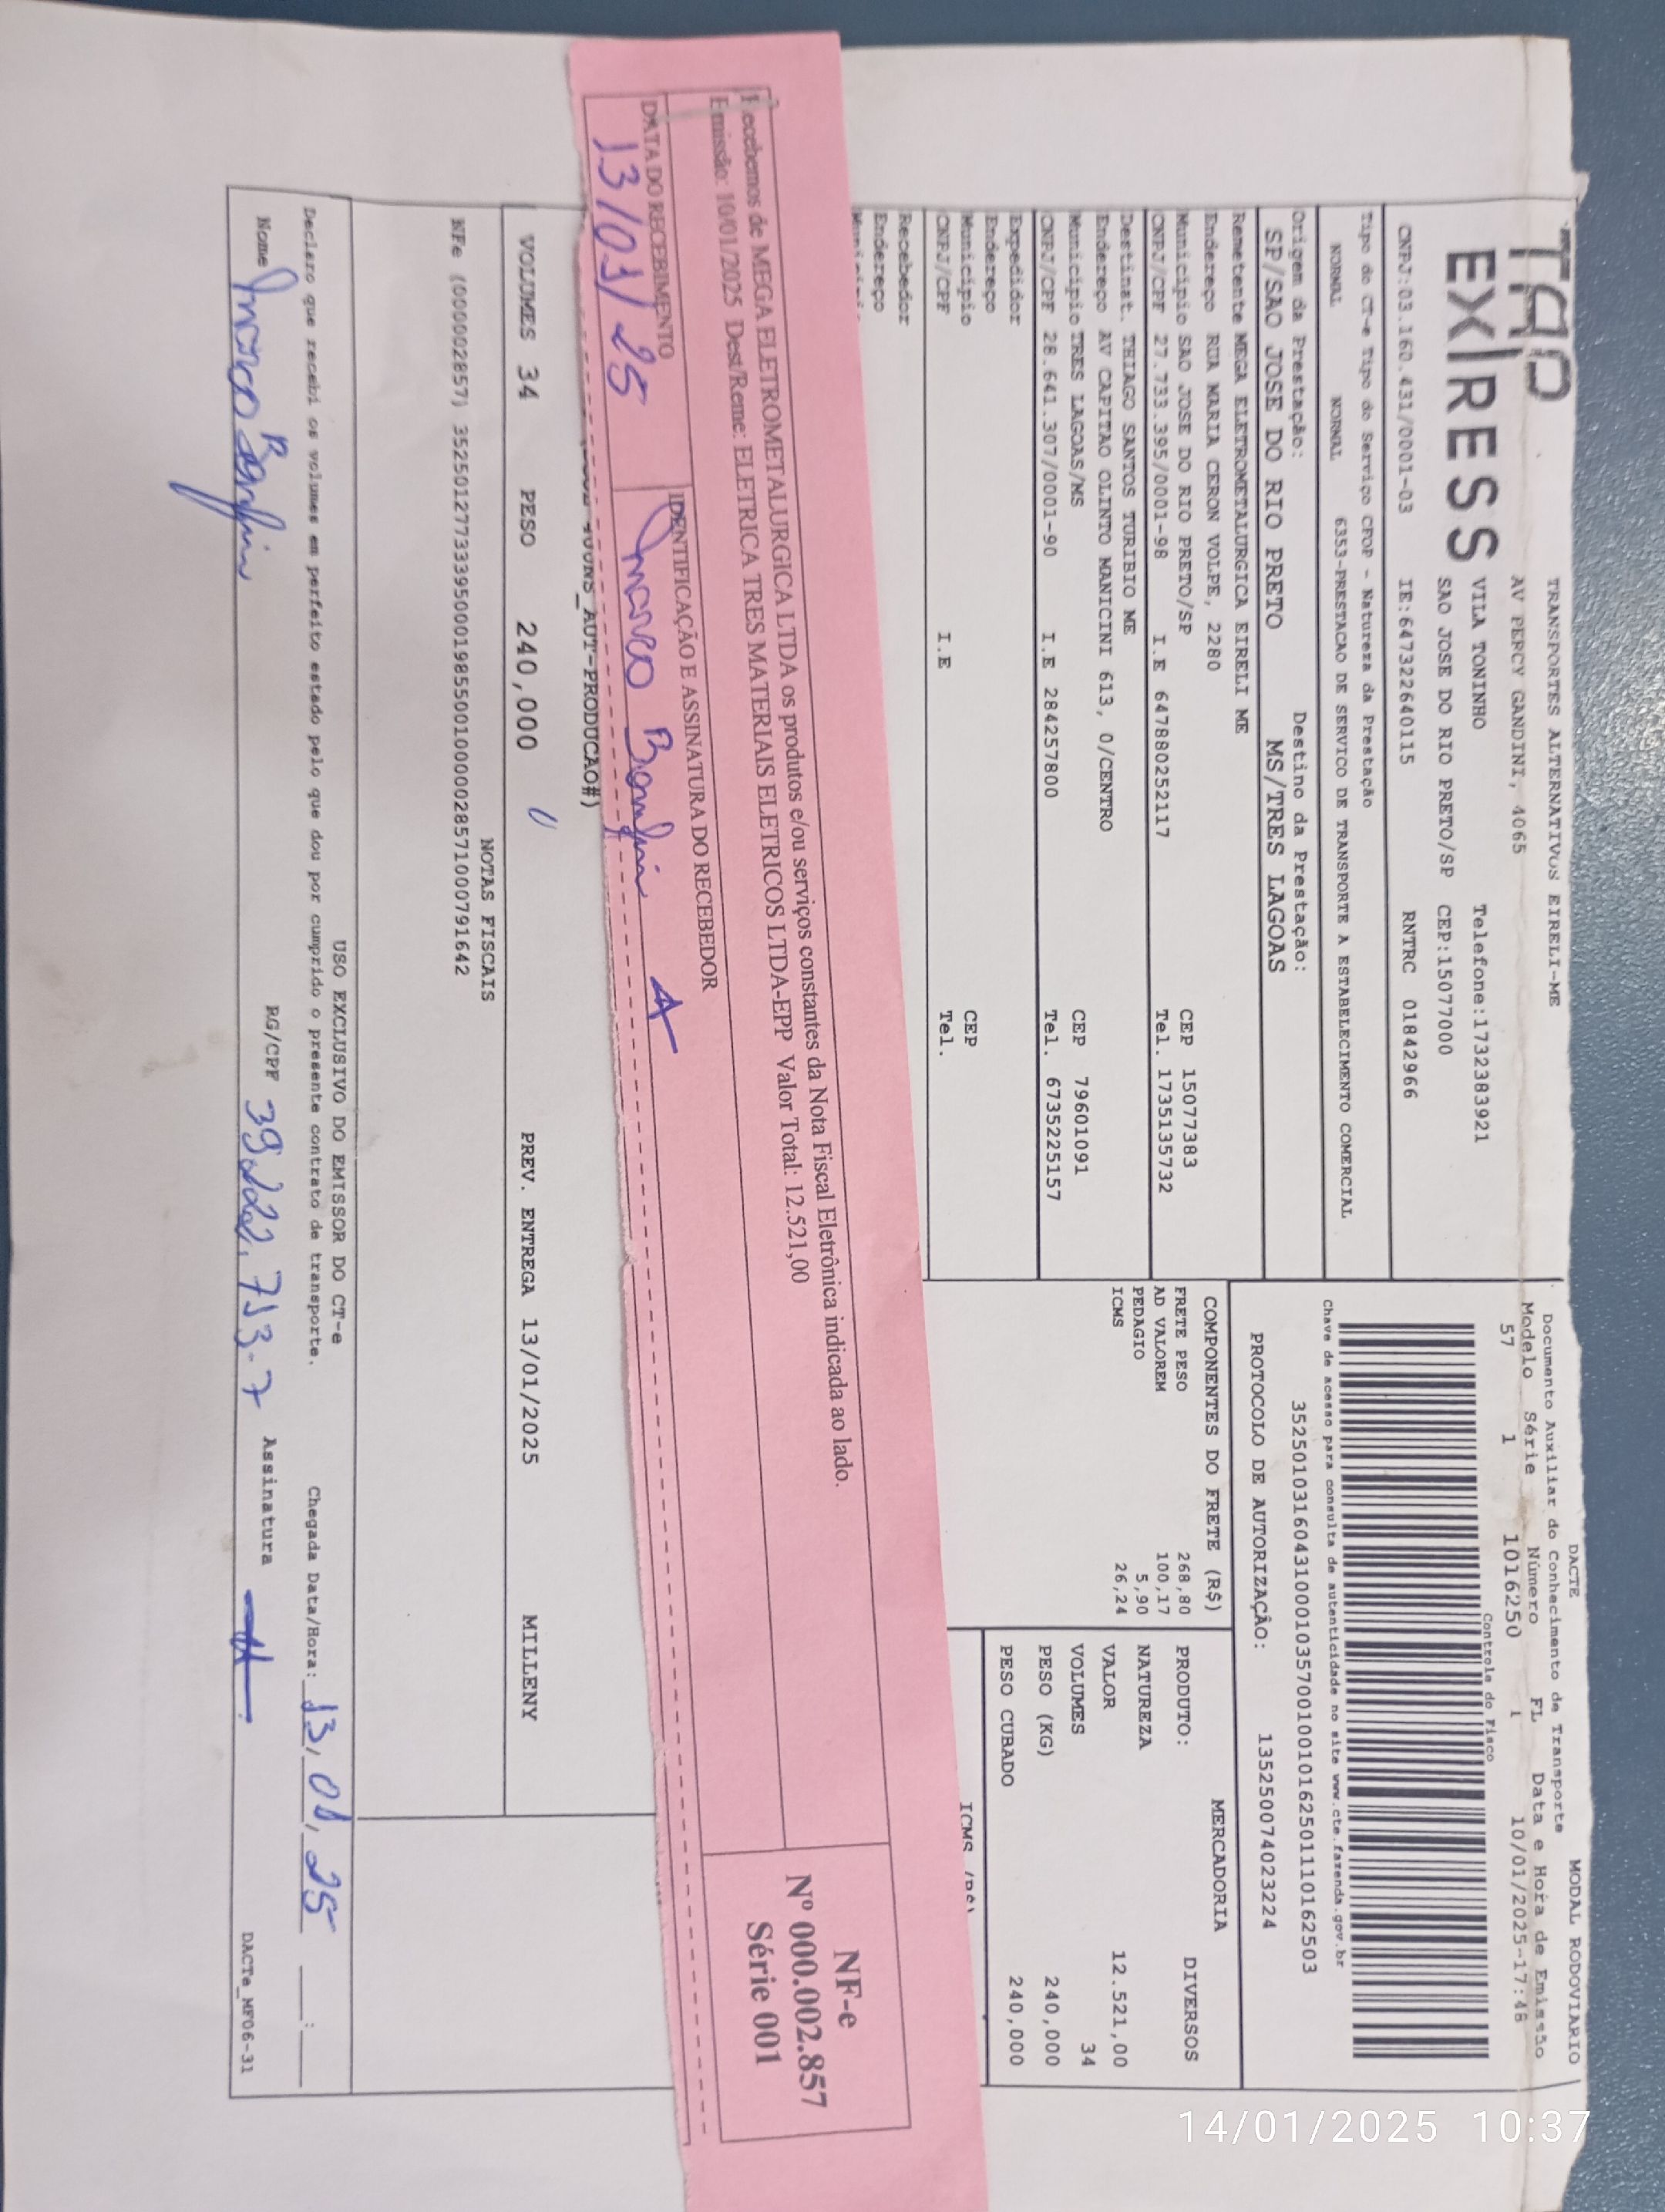 TAP
EXPRESS
TRANSPORTES ALTERNATIVOS EIRELI-ME
AV PERCY GANDINI, 4065
VILA TONINHO Telefone:1732383921
SAO JOSE DO RIO PRETO/SP CEP:15077000
CNPJ:03.160.431/0001-03 IE:647322640115 RNTRC 01842966
DACTE MODAL RODOVIARIO
Documento Auxiliar do Conhecimento de Transporte
Modelo Série Número FL Data e Hora de Emissão
57 1 1016250 1 10/01/2025-17:48
Controle do Fisco
Chave de acesso para consulta de autenticidade no site www.cte.fazenda.gov.br
35250103160431000103570010010162501110162503
PROTOCOLO DE AUTORIZAÇÃO: 135250074023224
Tipo do CT-e Tipo do Serviço CFOP - Natureza da Prestação
NORMAL NORMAL 6353-PRESTACAO DE SERVICO DE TRANSPORTE A ESTABELECIMENTO COMERCIAL
Origem da Prestação: Destino da Prestação:
SP/SAO JOSE DO RIO PRETO MS/TRES LAGOAS
Remetente MEGA ELETROMETALURGICA EIRELI ME
Endereço RUA MARIA CERON VOLPE, 2280
Município SAO JOSE DO RIO PRETO/SP CEP 15077383
CNPJ/CPF 27.733.395/0001-98 I.E 647880252117 Tel. 1735135732
Destinat. THIAGO SANTOS TURIBIO ME
Endereço AV CAPITAO OLINTO MANICINI 613, 0/CENTRO
Município TRES LAGOAS/MS CEP 79601091
CNPJ/CPF 28.641.307/0001-90 I.E 284257800 Tel. 6735225157
Expedidor
Endereço
Município CEP
CNPJ/CPF I.E Tel.
Recebedor
Endereço
COMPONENTES DO FRETE (R$)
FRETE PESO 268,80
AD VALOREM 100,17
PEDAGIO 5,90
ICMS 26,24
MERCADORIA
PRODUTO: DIVERSOS
NATUREZA
VALOR 12.521,00
VOLUMES 34
PESO (KG) 240,000
PESO CUBADO 240,000
ICMS (R$)
Recebemos de MEGA ELETROMETALURGICA LTDA os produtos e/ou serviços constantes da Nota Fiscal Eletrônica indicada ao lado.
Emissão: 10/01/2025 Dest/Reme: ELETRICA TRES MATERIAIS ELETRICOS LTDA-EPP Valor Total: 12.521,00
DATA DO RECEBIMENTO IDENTIFICAÇÃO E ASSINATURA DO RECEBEDOR
13/01/25 Marco
NF-e
Nº 000.002.857
Série 001
AUT-PRODUCAO#)
VOLUMES 34 PESO 240,000 PREV. ENTREGA 13/01/2025 MILLENY
NOTAS FISCAIS
NFe (000002857) 35250127733395000198550010000028571000791642
USO EXCLUSIVO DO EMISSOR DO CT-e
Declaro que recebi os volumes em perfeito estado pelo que dou por cumprido o presente contrato de transporte. Chegada Data/Hora: 13/01/25 __:__
Nome Marco RG/CPF Assinatura DACTe_MF06-31
14/01/2025 10:37